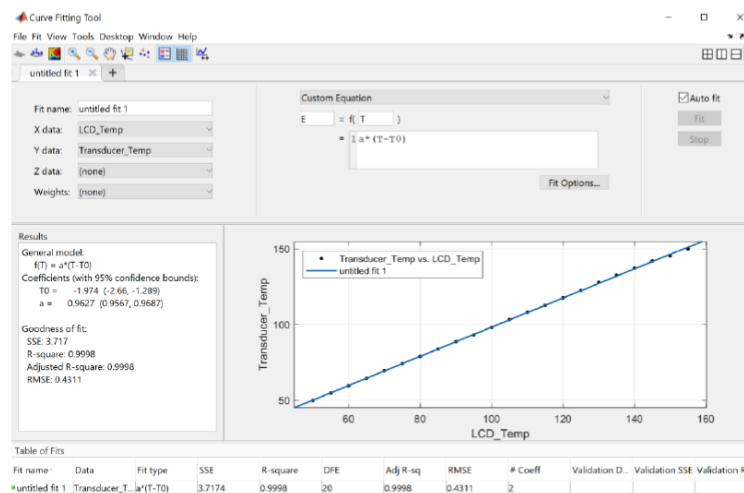 Curve Fitting Tool
File Fit View Tools Desktop Window Help
untitled fit 1
Fit name: untitled fit 1
X data: LCD_Temp
Y data: Transducer_Temp
Z data: (none)
Weights: (none)
Custom Equation
E = f( T )
= 1 a*(T-T0)
Fit Options...
Auto fit
Fit
Stop
Results
General model:
f(T) = a*(T-T0)
Coefficients (with 95% confidence bounds):
T0 = -1.974 (-2.66, -1.289)
a = 0.9627 (0.9567, 0.9687)
Goodness of fit:
SSE: 3.717
R-square: 0.9998
Adjusted R-square: 0.9998
RMSE: 0.4311
Transducer_Temp vs. LCD_Temp
untitled fit 1
150
100
50
Transducer_Temp
60 80 100 120 140 160
LCD_Temp
Table of Fits
Fit name Data Fit type SSE R-square DFE Adj R-sq RMSE # Coeff Validation D... Validation SSE Validation R
untitled fit 1 Transducer_T... a*(T-T0) 3.7174 0.9998 20 0.9998 0.4311 2